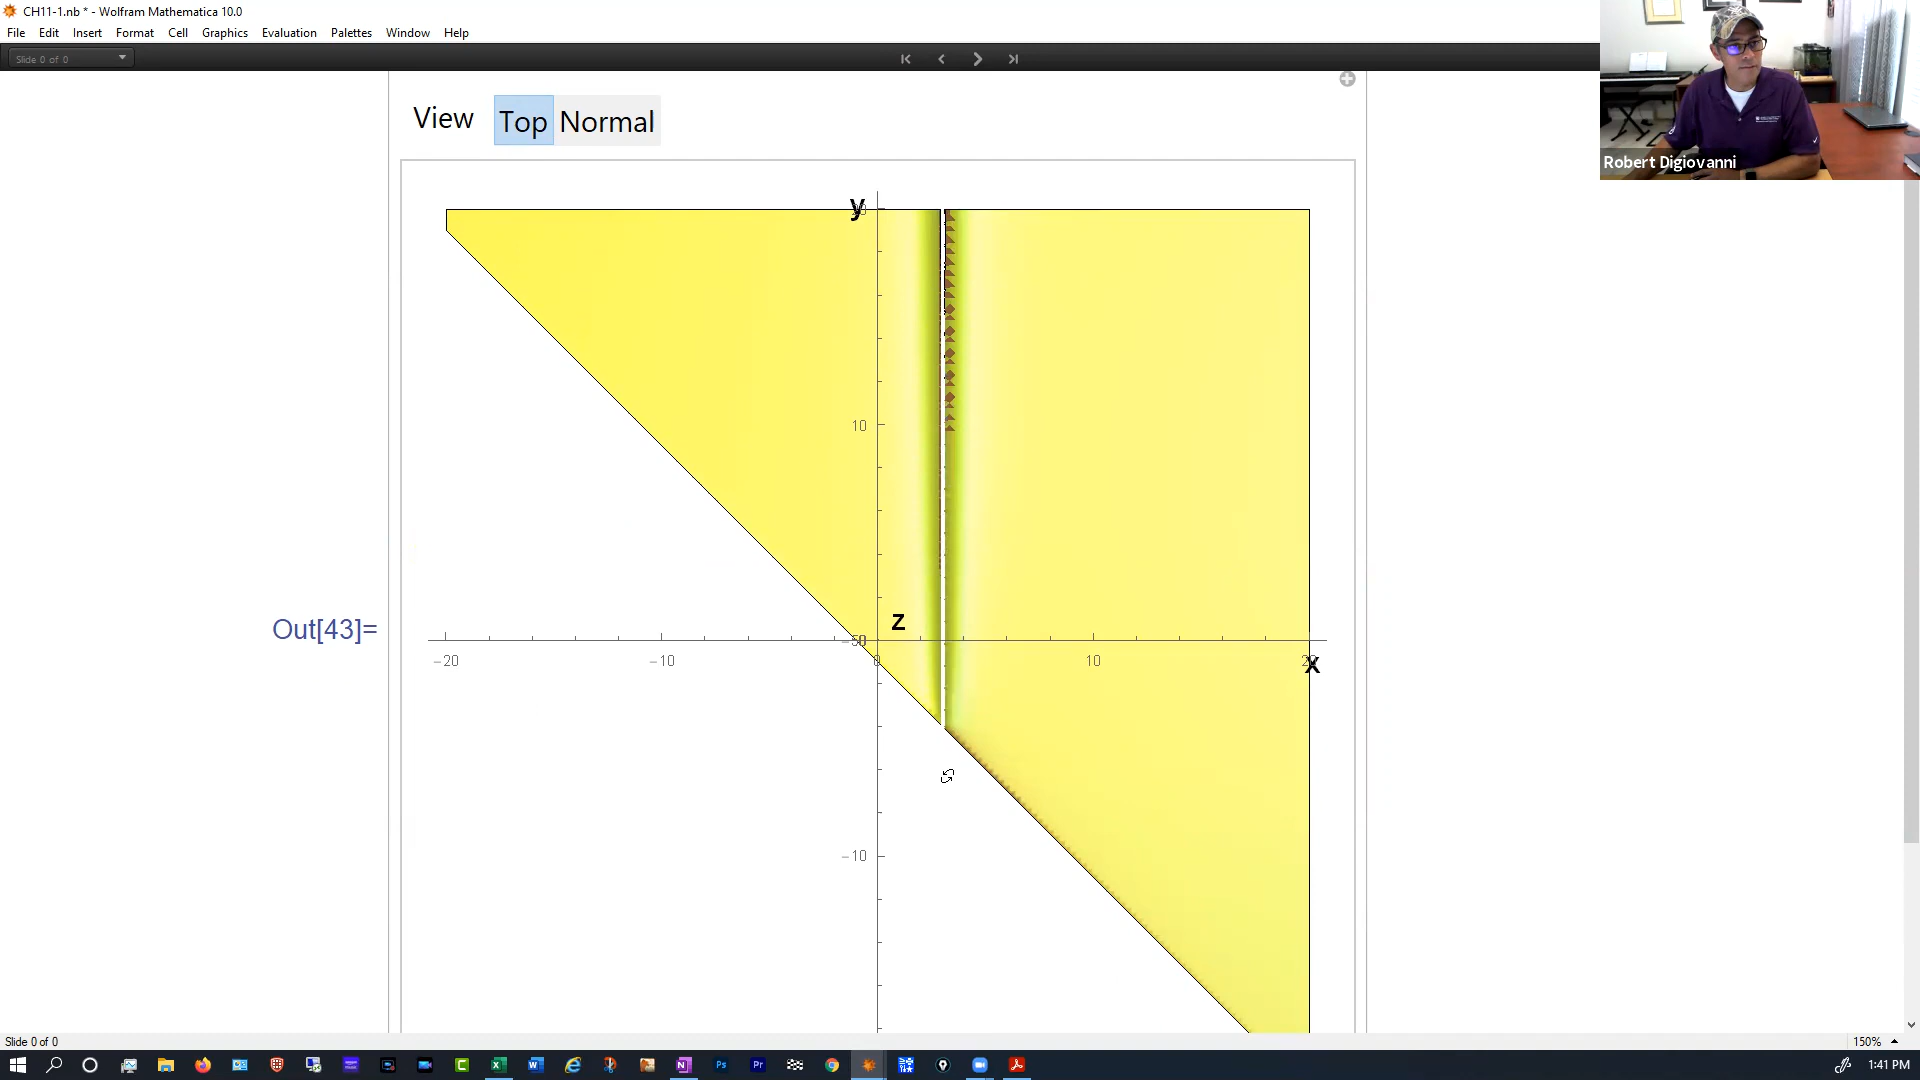 CH11-1.nb * - Wolfram Mathematica 10.0
File Edit Insert Format Cell Graphics Evaluation Palettes Window Help
Slide 0 of 0
View Top Normal
Robert Digiovanni
y
10
z
Out[43]=
-20 -10 0 10
x
-10
Slide 0 of 0
150%
1:41 PM